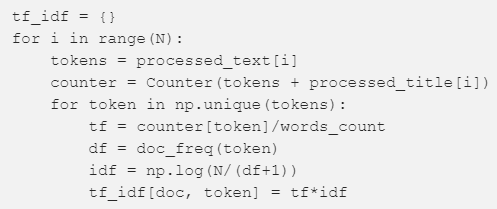 tf_idf = {}
for i in range(N):
    tokens = processed_text[i]
    counter = Counter(tokens + processed_title[i])
    for token in np.unique(tokens):
        tf = counter[token]/words_count
        df = doc_freq(token)
        idf = np.log(N/(df+1))
        tf_idf[doc, token] = tf*idf